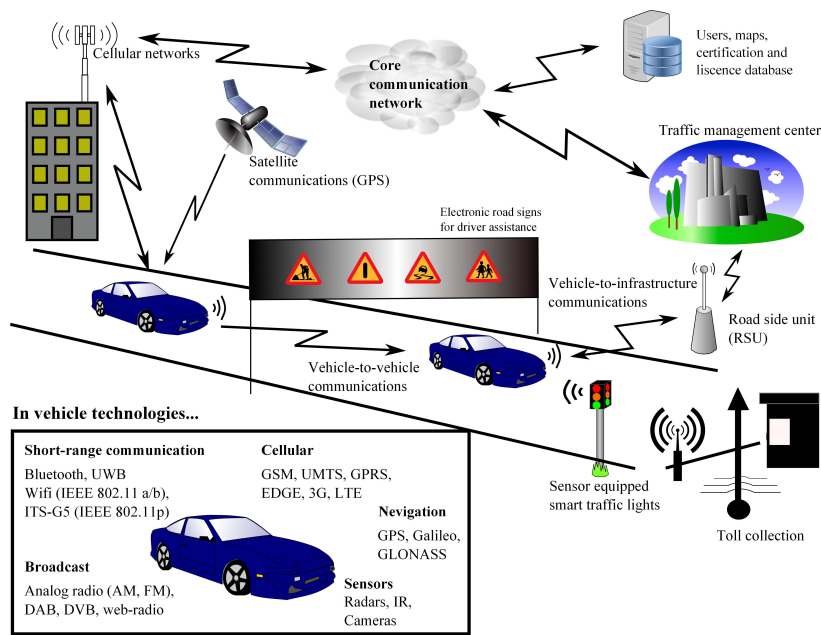 Cellular networks
Core
communication
network
Users, maps,
certification and
liscence database
Traffic management center
Satellite
communications (GPS)
Electronic road signs
for driver assistance
Vehicle-to-infrastructure
communications
Road side unit
(RSU)
Vehicle-to-vehicle
communications
Sensor equipped
smart traffic lights
Toll collection
In vehicle technologies...
Short-range communication
Bluetooth, UWB
Wifi (IEEE 802.11 a/b),
ITS-G5 (IEEE 802.11p)
Cellular
GSM, UMTS, GPRS,
EDGE, 3G, LTE
Nevigation
GPS, Galileo,
GLONASS
Broadcast
Analog radio (AM, FM),
DAB, DVB, web-radio
Sensors
Radars, IR,
Cameras